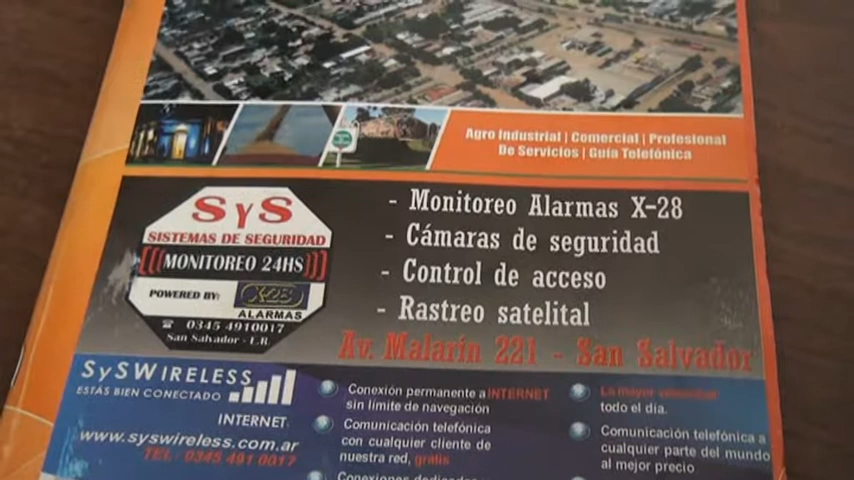 Agro Industrial | Comercial | Profesional
De Servicios | Guía Telefónica
SyS
SISTEMAS DE SEGURIDAD
MONITOREO 24HS
POWERED BY: X-28
ALARMAS
☎ 0345 4910017
San Salvador - E.R.
- Monitoreo Alarmas X-28
- Cámaras de seguridad
- Control de acceso
- Rastreo satelital
Av. Malarín 221 - San Salvador
SySWIRELESS
ESTÁS BIEN CONECTADO
INTERNET
www.syswireless.com.ar
TEL: 0345 491 0017
Conexión permanente a INTERNET
sin límite de navegación
Comunicación telefónica
con cualquier cliente de
nuestra red, gratis
Conexiones dedicadas
La mayor velocidad
todo el día.
Comunicación telefónica a
cualquier parte del mundo
al mejor precio